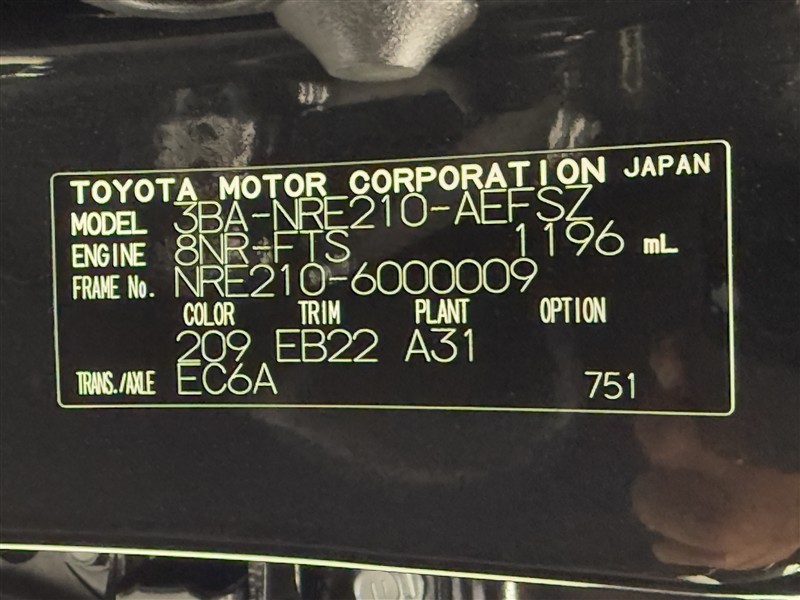 TOYOTA MOTOR CORPORATION JAPAN
MODEL 3BA-NRE210-AEFSZ
ENGINE 8NR-FTS 1196 mL
FRAME No. NRE210-6000009
COLOR TRIM PLANT OPTION
209 EB22 A31
TRANS./AXLE EC6A 751